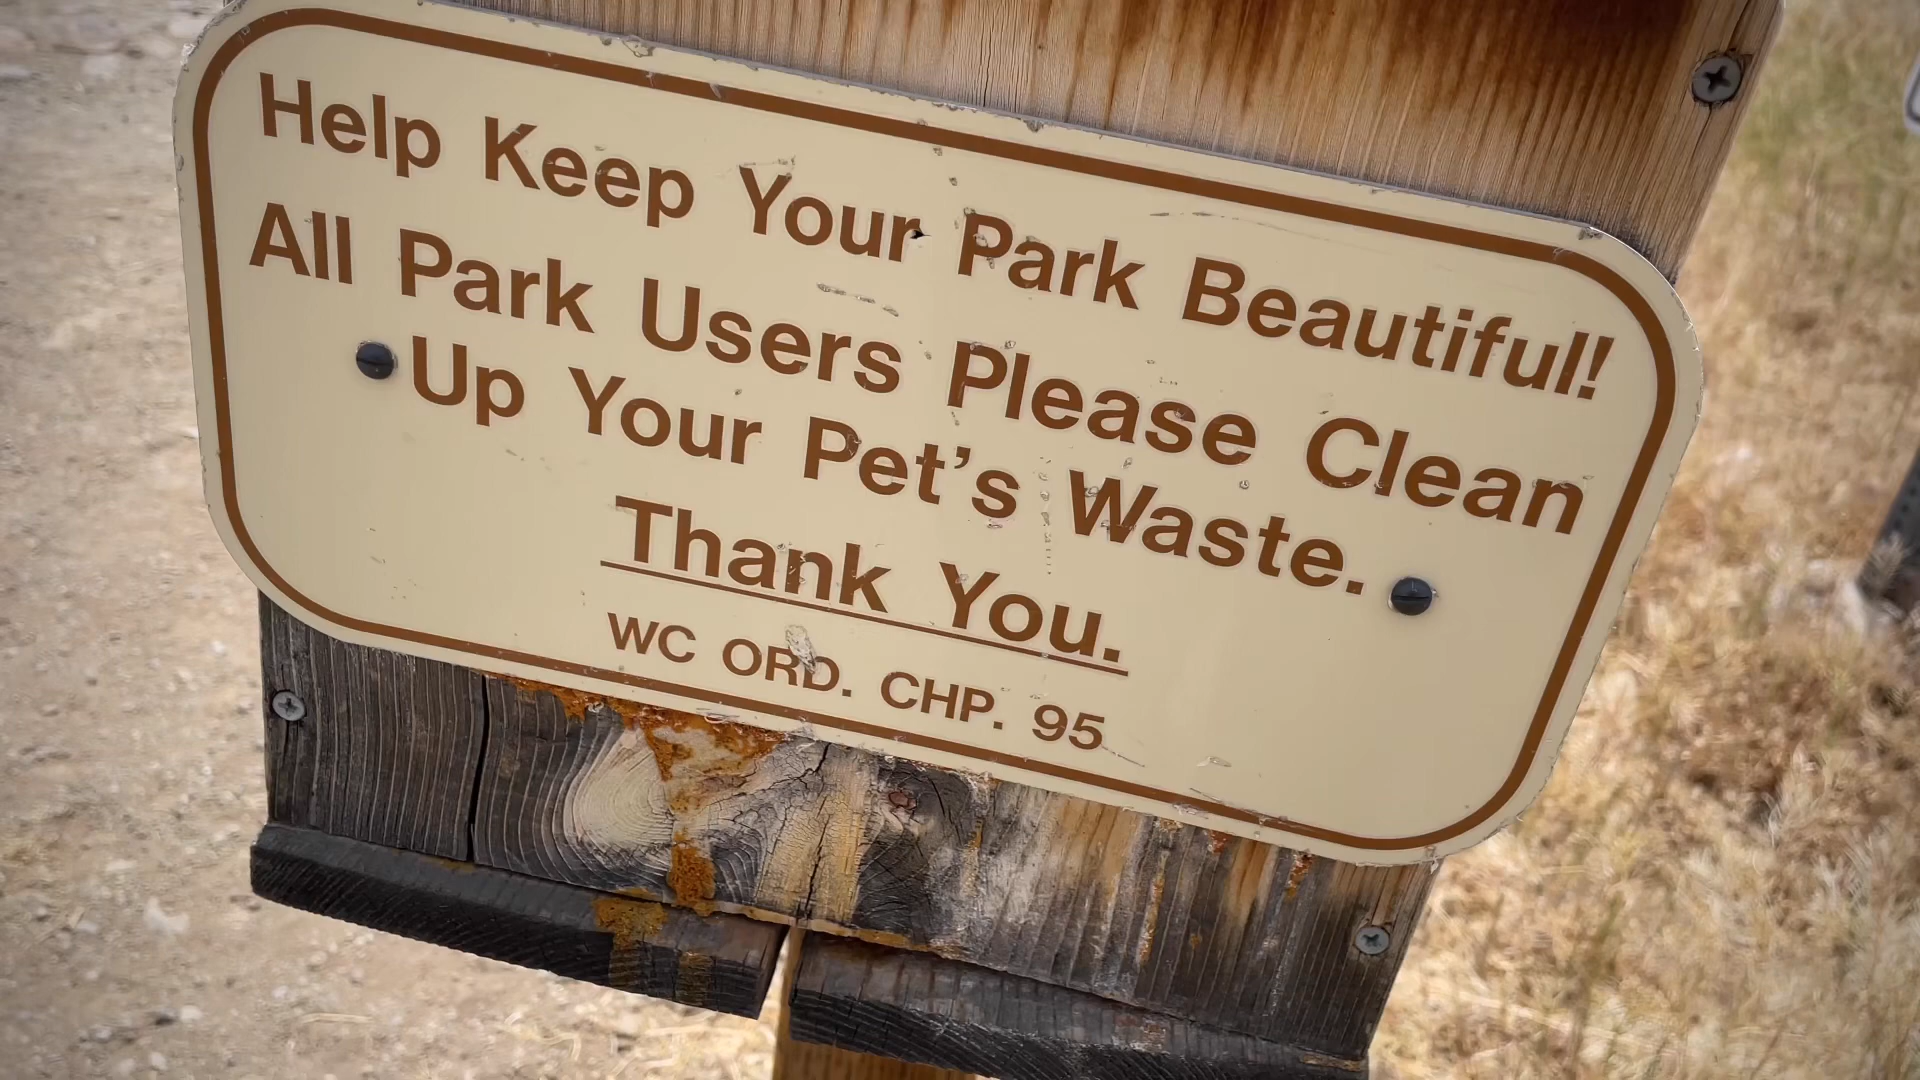 Help Keep Your Park Beautiful!
All Park Users Please Clean
Up Your Pet’s Waste.
Thank You.
WC ORD. CHP. 95